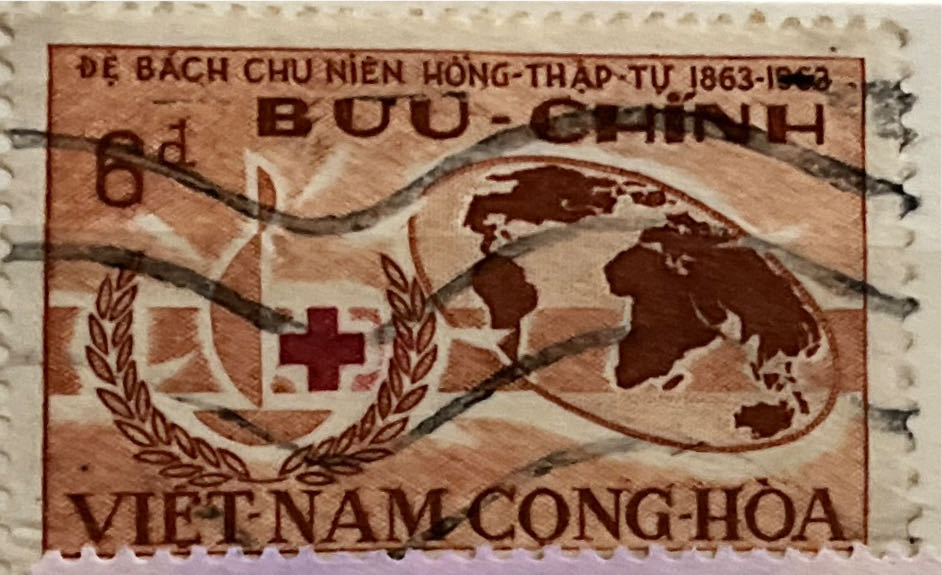 ĐỆ BÁCH CHU NIÊN HỒNG-THẬP-TỰ 1863-1963
BƯU-CHÍNH
6đ
VIỆT-NAM CỘNG-HÒA